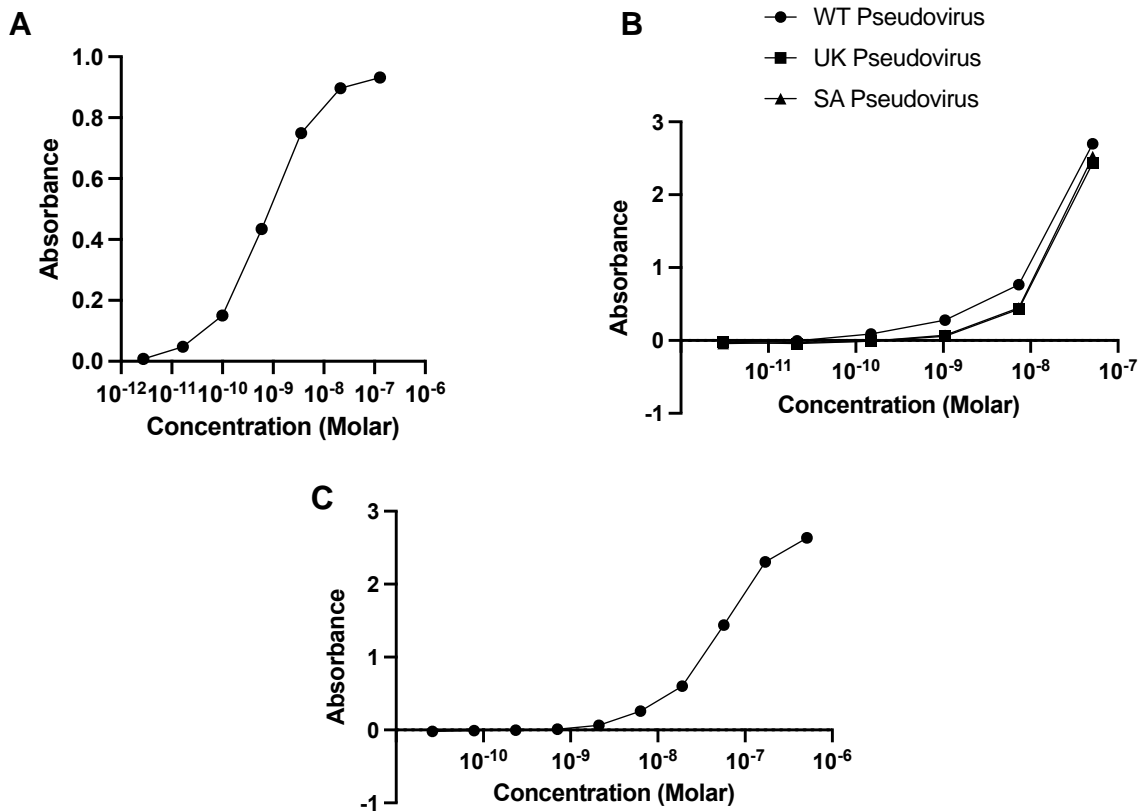 A
1.0
0.8
0.6
0.4
0.2
0.0
Absorbance
10-12 10-11 10-10 10-9 10-8 10-7 10-6
Concentration (Molar)
B
WT Pseudovirus
UK Pseudovirus
SA Pseudovirus
3
2
1
0
-1
Absorbance
10-11 10-10 10-9 10-8 10-7
Concentration (Molar)
C
3
2
1
0
-1
Absorbance
10-10 10-9 10-8 10-7 10-6
Concentration (Molar)